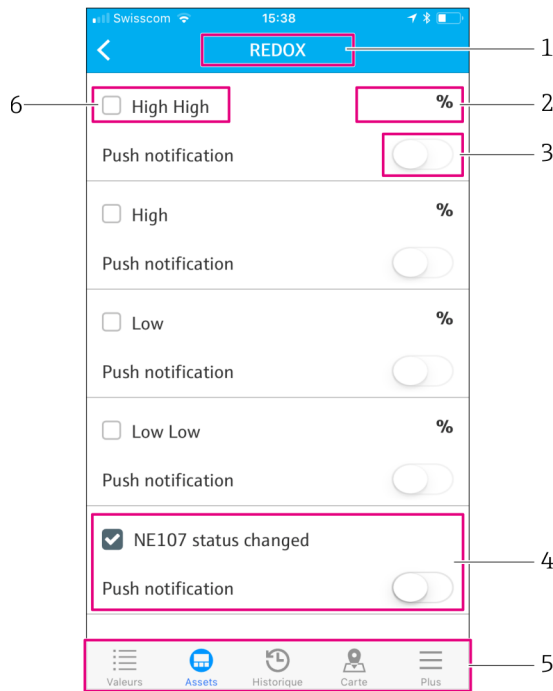 Swisscom 15:38
REDOX 1
6 High High % 2
Push notification 3
High %
Push notification
Low %
Push notification
Low Low %
Push notification
NE107 status changed
4
Push notification
Valeurs Assets Historique Carte Plus 5